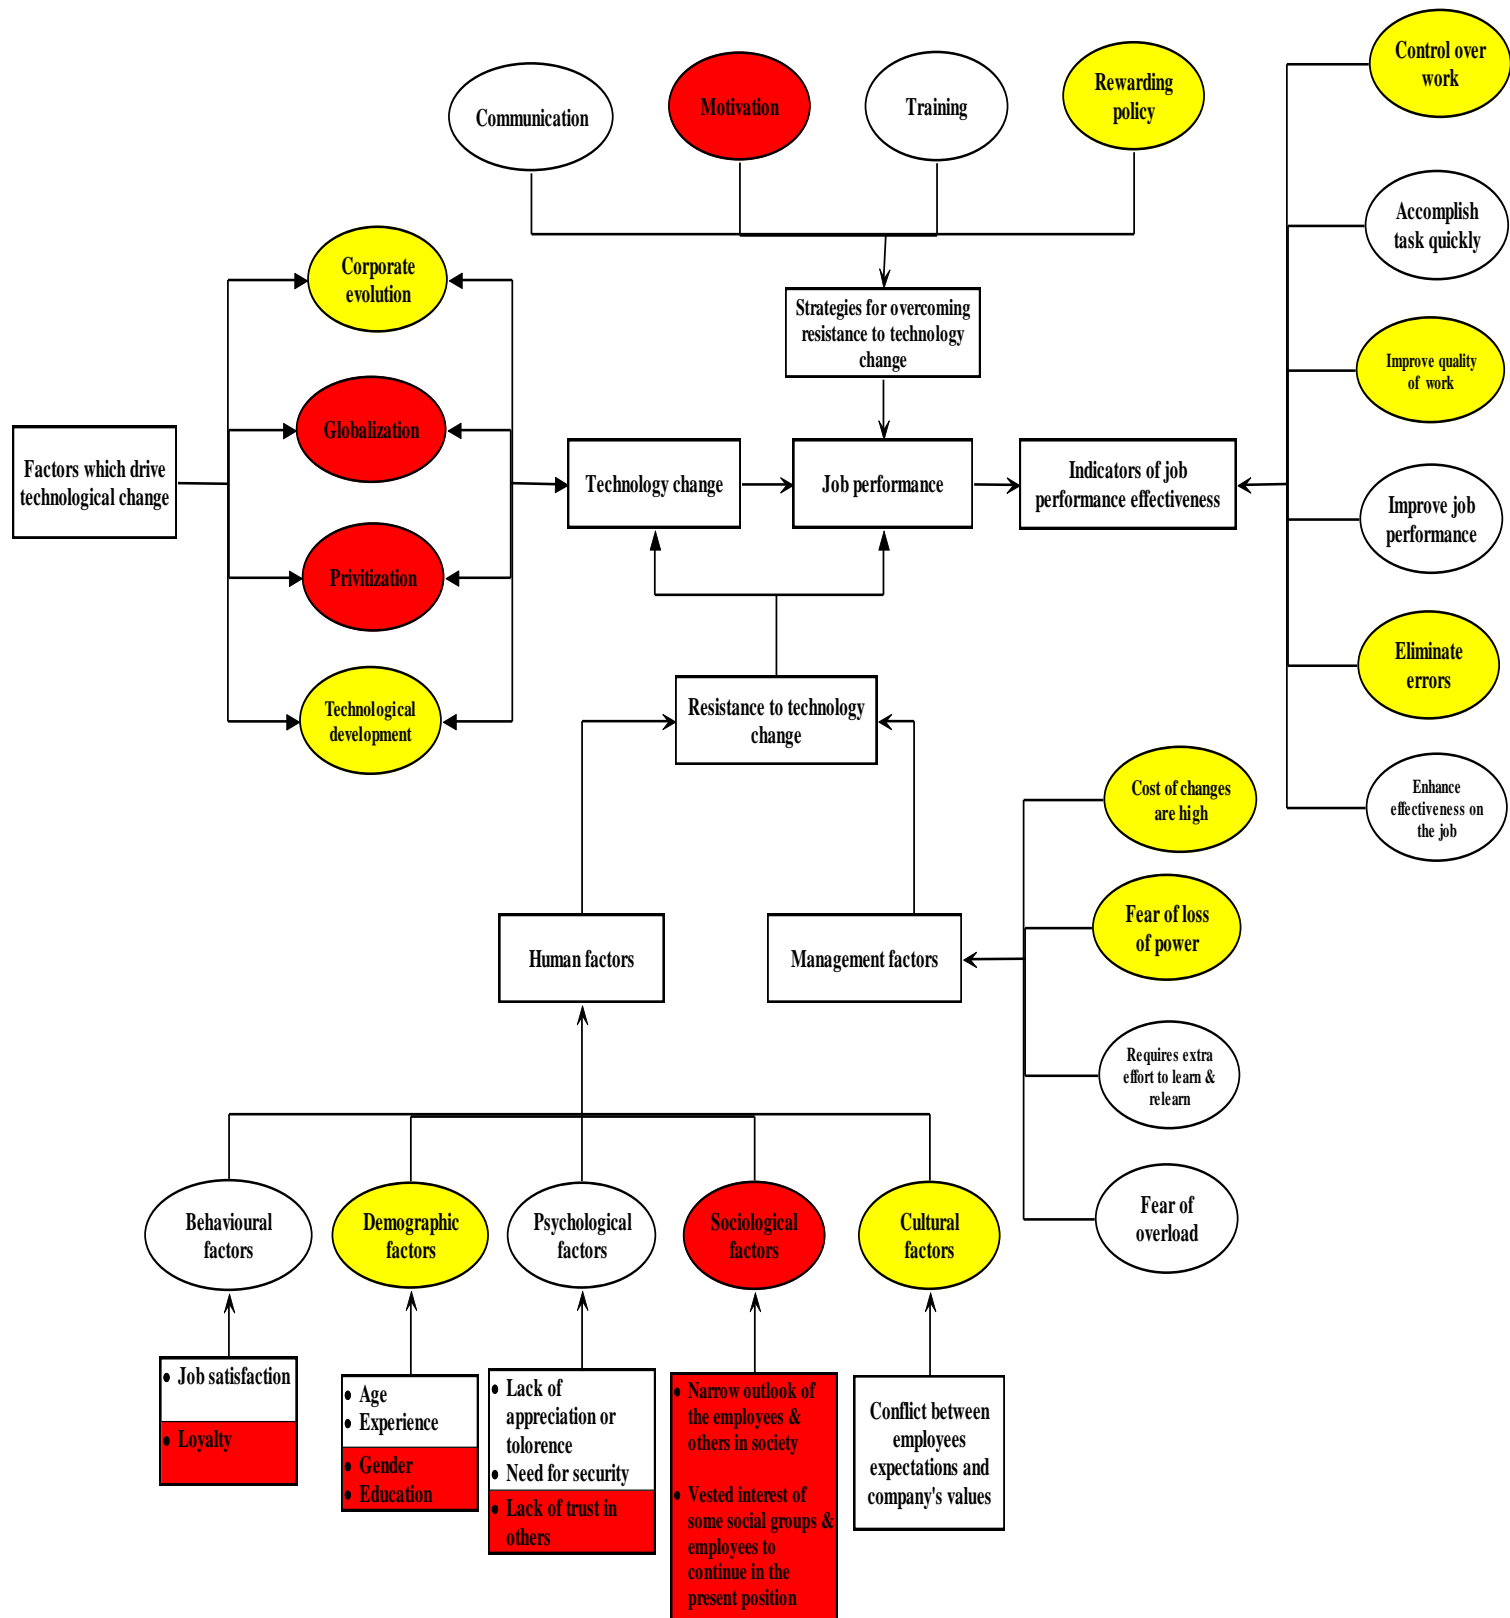 Control over
work
Communication
Motivation
Training
Rewarding
policy
Accomplish
task quickly
Corporate
evolution
Strategies for overcoming
resistance to technology
change
Improve quality
of work
Globalization
Factors which drive
technological change
Technology change
Job performance
Indicators of job
performance effectiveness
Improve job
performance
Privitization
Eliminate
errors
Technological
development
Resistance to technology
change
Cost of changes
are high
Enhance
effectiveness on
the job
Fear of loss
of power
Human factors
Management factors
Requires extra
effort to learn &
relearn
Fear of
overload
Behavioural
factors
Demographic
factors
Psychological
factors
Sociological
factors
Cultural
factors
• Job satisfaction
• Loyalty
• Age
• Experience
• Gender
• Education
• Lack of
appreciation or
tolorence
• Need for security
• Lack of trust in
others
• Narrow outlook of
the employees &
others in society
• Vested interest of
some social groups &
employees to
continue in the
present position
Conflict between
employees
expectations and
company's values